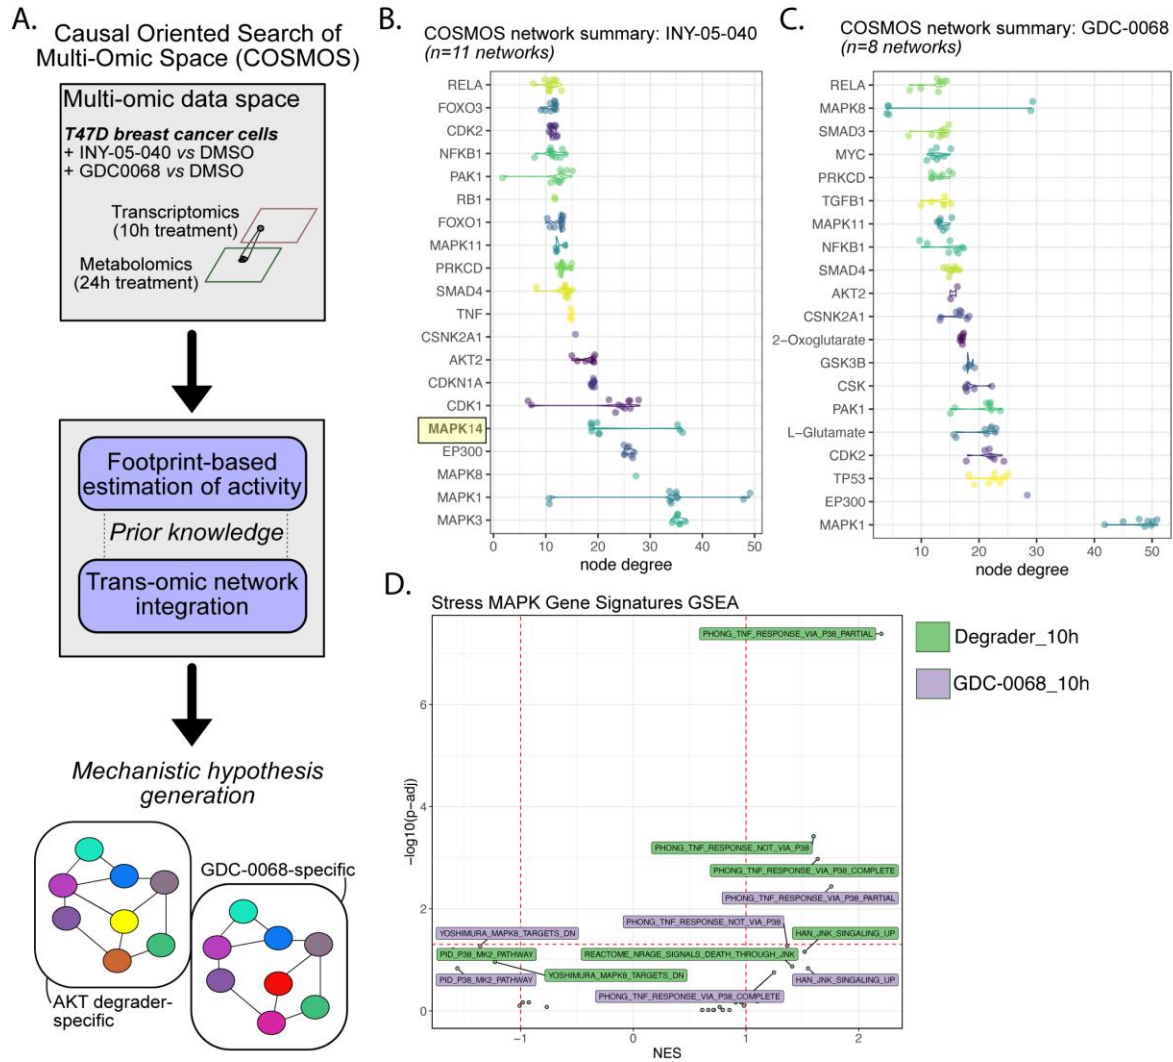 A.
Causal Oriented Search of
Multi-Omic Space (COSMOS)
Multi-omic data space
T47D breast cancer cells
+ INY-05-040 vs DMSO
+ GDC0068 vs DMSO
Transcriptomics
(10h treatment)
Metabolomics
(24h treatment)
Footprint-based
estimation of activity
Prior knowledge
Trans-omic network
integration
Mechanistic hypothesis
generation
GDC-0068-specific
AKT degrader-
specific
B.
COSMOS network summary: INY-05-040
(n=11 networks)
RELA
FOXO3
CDK2
NFKB1
PAK1
RB1
FOXO1
MAPK11
PRKCD
SMAD4
TNF
CSNK2A1
AKT2
CDKN1A
CDK1
MAPK14
EP300
MAPK8
MAPK1
MAPK3
0 10 20 30 40 50
node degree
C.
COSMOS network summary: GDC-0068
(n=8 networks)
RELA
MAPK8
SMAD3
MYC
PRKCD
TGFB1
MAPK11
NFKB1
SMAD4
AKT2
CSNK2A1
2-Oxoglutarate
GSK3B
CSK
PAK1
L-Glutamate
CDK2
TP53
EP300
MAPK1
10 20 30 40 50
node degree
D.
Stress MAPK Gene Signatures GSEA
PHONG_TNF_RESPONSE_VIA_P38_PARTIAL
PHONG_TNF_RESPONSE_NOT_VIA_P38
PHONG_TNF_RESPONSE_VIA_P38_COMPLETE
PHONG_TNF_RESPONSE_VIA_P38_PARTIAL
PHONG_TNF_RESPONSE_NOT_VIA_P38
YOSHIMURA_MAPK8_TARGETS_DN
HAN_JNK_SINGALING_UP
PID_P38_MK2_PATHWAY
REACTOME_NRAGE_SIGNALS_DEATH_THROUGH_JNK
YOSHIMURA_MAPK8_TARGETS_DN
PID_P38_MK2_PATHWAY
HAN_JNK_SINGALING_UP
PHONG_TNF_RESPONSE_VIA_P38_COMPLETE
6
4
2
0
−log10(p−adj)
−1 0 1 2
NES
Degrader_10h
GDC-0068_10h